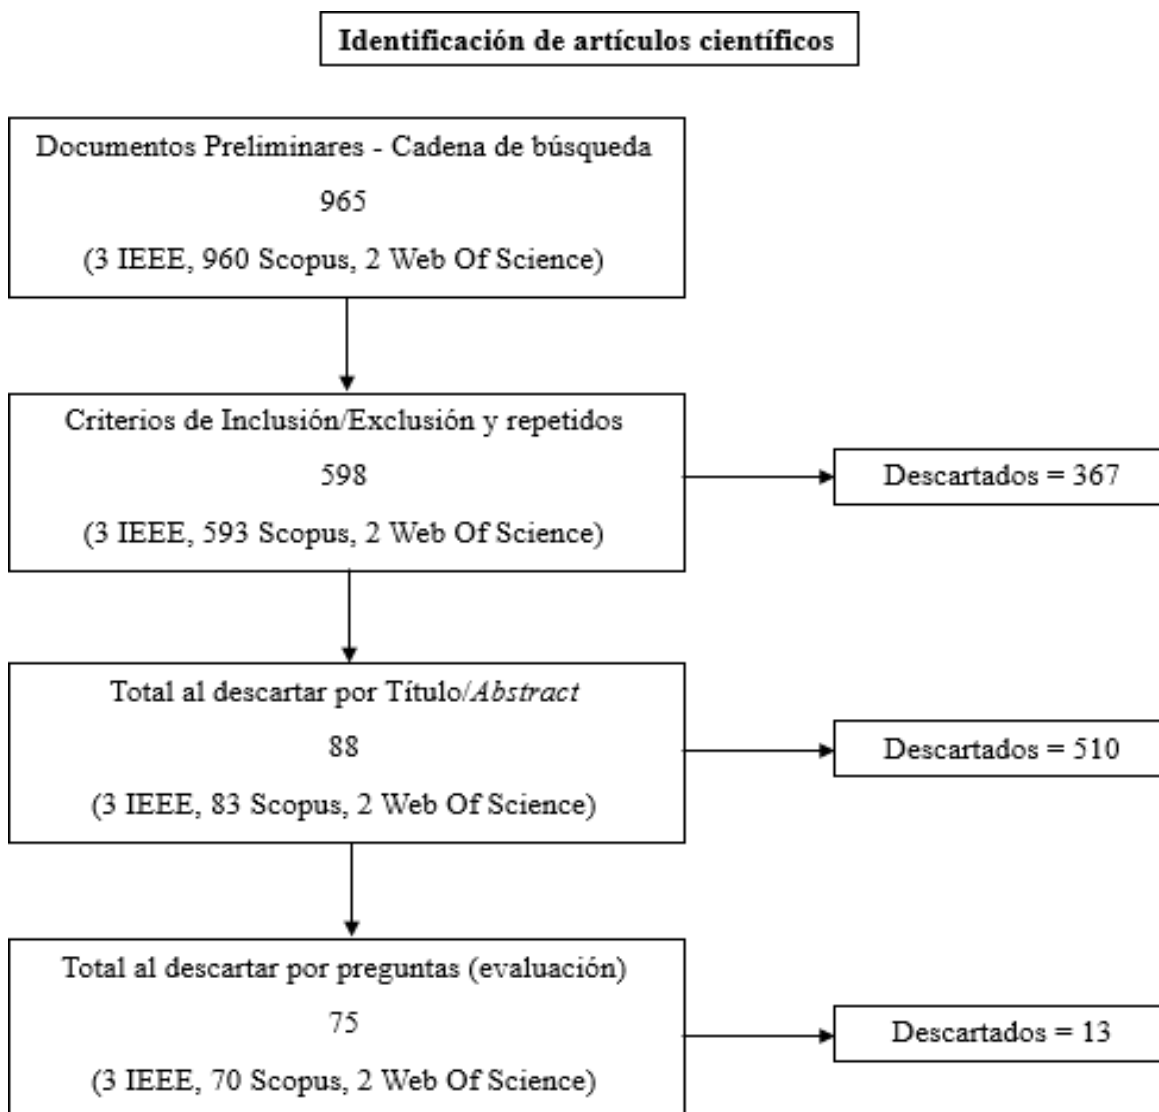 Identificación de artículos científicos
Documentos Preliminares - Cadena de búsqueda
965
(3 IEEE, 960 Scopus, 2 Web Of Science)
Criterios de Inclusión/Exclusión y repetidos
598
(3 IEEE, 593 Scopus, 2 Web Of Science)
Descartados = 367
Total al descartar por Título/Abstract
88
(3 IEEE, 83 Scopus, 2 Web Of Science)
Descartados = 510
Total al descartar por preguntas (evaluación)
75
(3 IEEE, 70 Scopus, 2 Web Of Science)
Descartados = 13